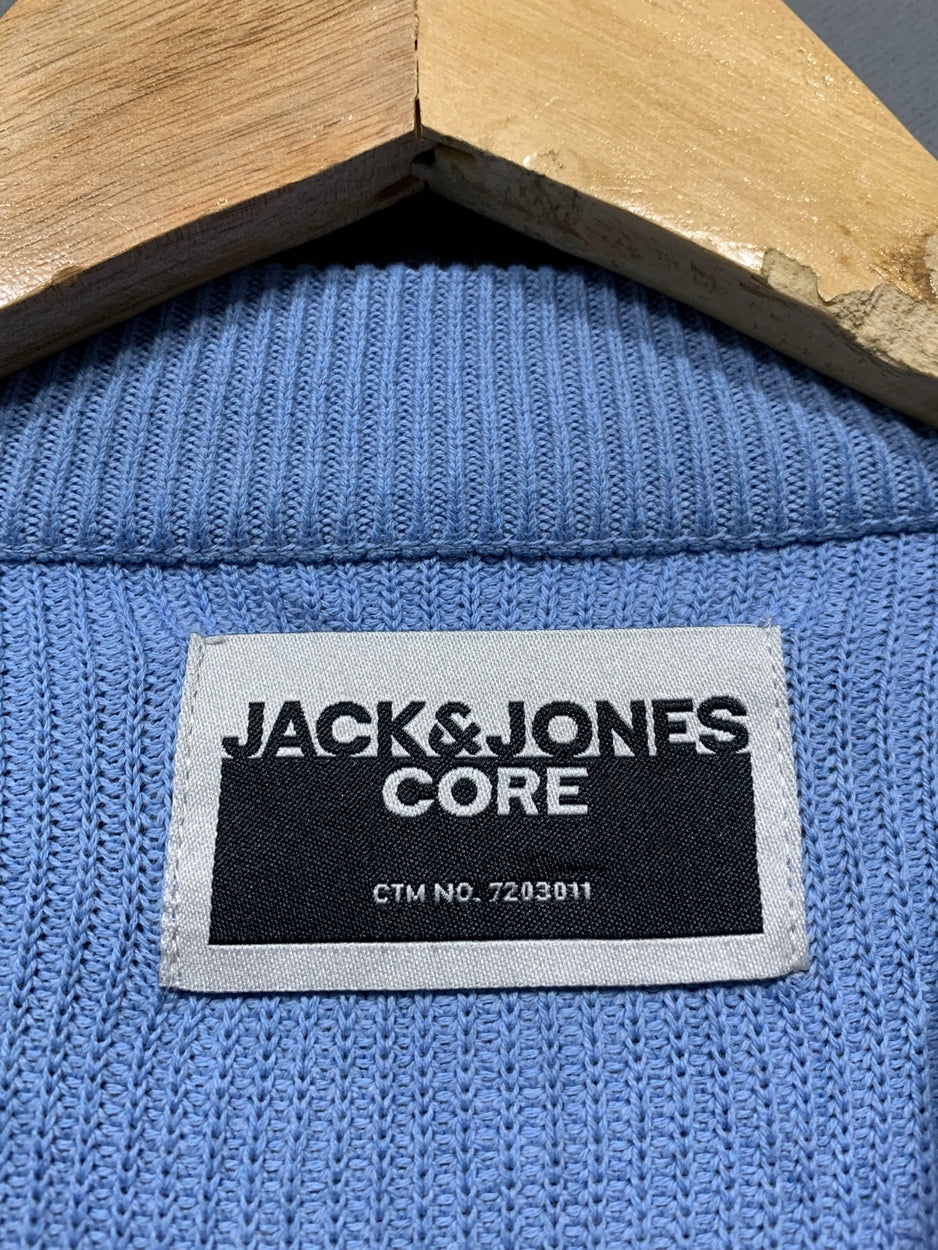 JACK&JONES
CORE
CTM NO. 7203011